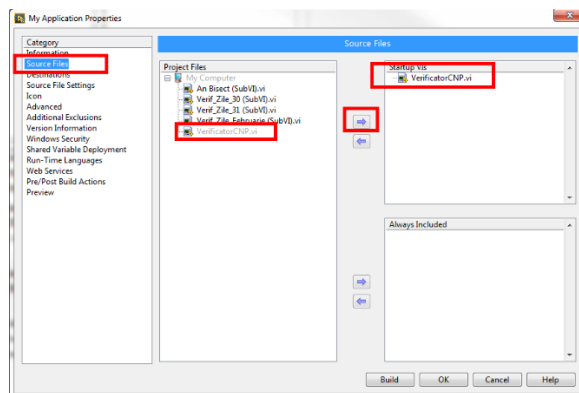 My Application Properties
Category
Information
Source Files
Destinations
Source File Settings
Icon
Advanced
Additional Exclusions
Version Information
Windows Security
Shared Variable Deployment
Run-Time Languages
Web Services
Pre/Post Build Actions
Preview
Source Files
Project Files
My Computer
An Bisect (SubVI).vi
Verif_Zile_30 (SubVI).vi
Verif_Zile_31 (SubVI).vi
Verif_Zile_Februarie (SubVI).vi
VerificatorCNP.vi
Startup VIs
VerificatorCNP.vi
Always Included
Build OK Cancel Help